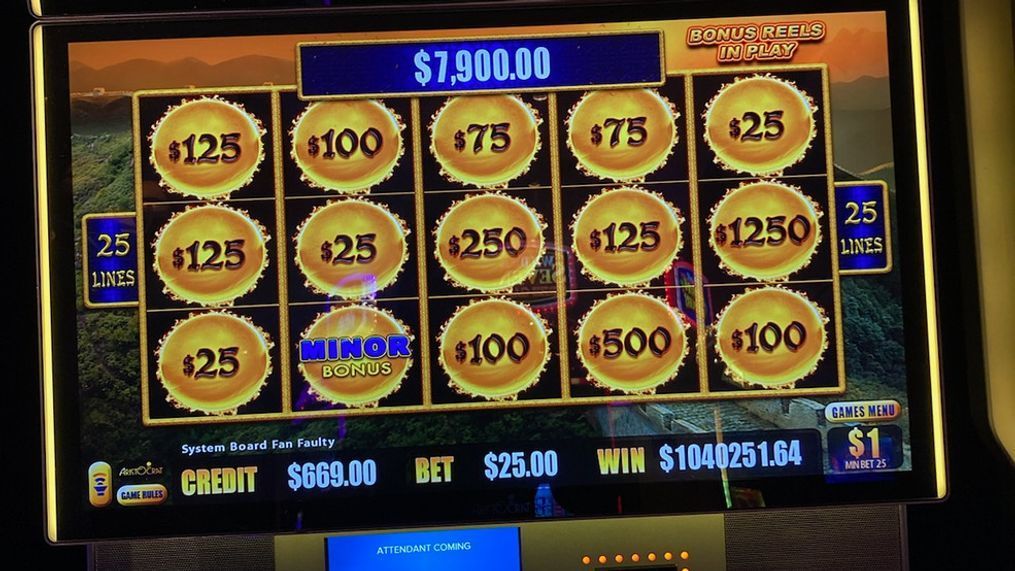 BONUS REELS
IN PLAY
$7,900.00
$125 $100 $75 $75 $25
25 LINES
$125 $25 $250 $125 $1250
25 LINES
$25 MINOR BONUS $100 $500 $100
GAMES MENU
System Board Fan Faulty
ARISTOCRAT
GAME RULES
CREDIT $669.00 BET $25.00 WIN $1040251.64
$1
MIN BET 25
ATTENDANT COMING